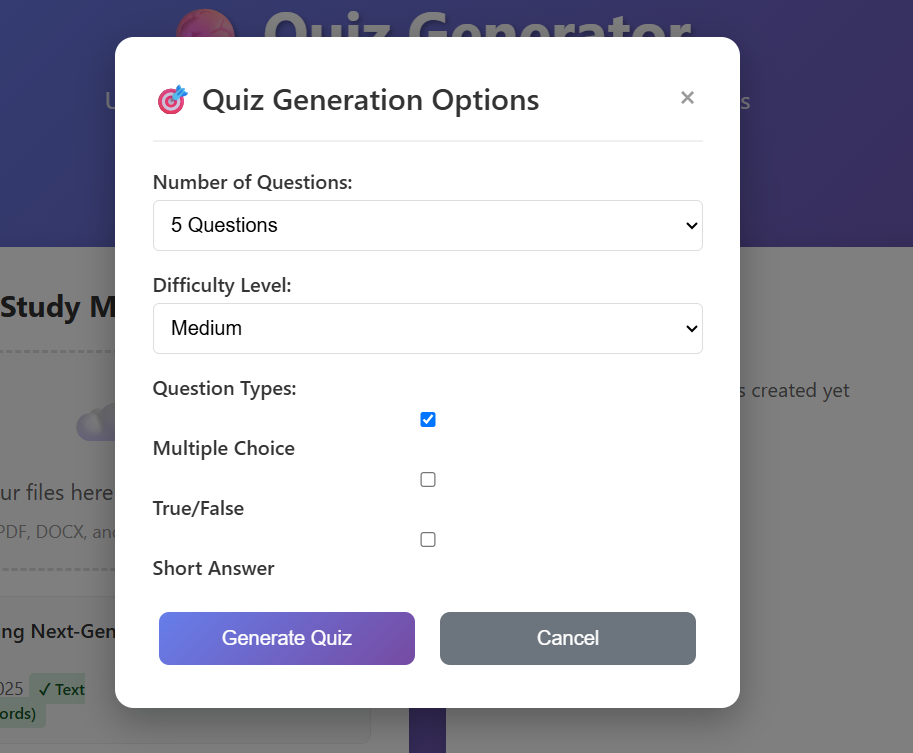 Quiz Generator
Quiz Generation Options
×
Number of Questions:
5 Questions
Difficulty Level:
Medium
Study M
Question Types:
s created yet
Multiple Choice
ur files here
True/False
PDF, DOCX, an
Short Answer
ng Next-Gen
Generate Quiz
Cancel
025 ✓ Text
ords)